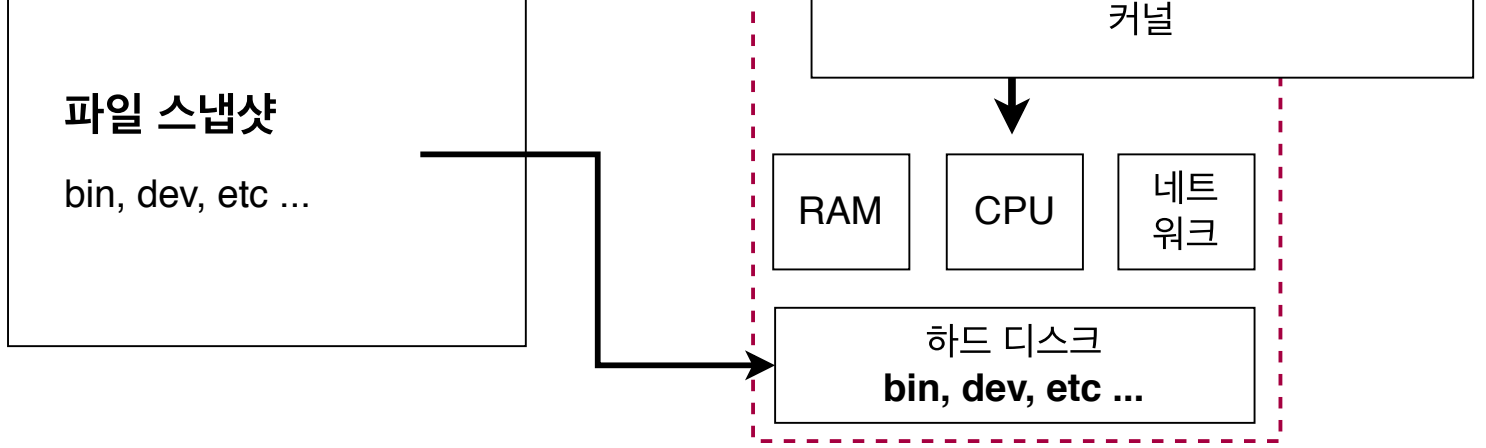 커널
파일 스냅샷
bin, dev, etc ...
RAM
CPU
네트
워크
하드 디스크
bin, dev, etc ...